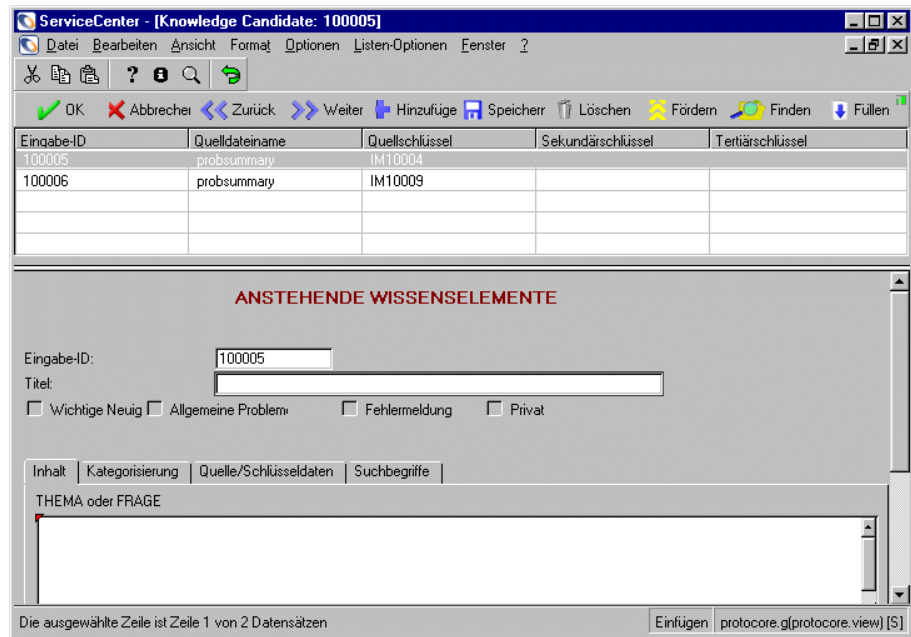 ServiceCenter - [Knowledge Candidate: 100005]
Datei Bearbeiten Ansicht Format Optionen Listen-Optionen Fenster ?
OK Abbrecher Zurück Weiter Hinzufüge Speicherr Löschen Fördern Finden Füllen
Eingabe-ID Quelldateiname Quellschlüssel Sekundärschlüssel Tertiärschlüssel
100005 probsummary IM10004
100006 probsummary IM10009
ANSTEHENDE WISSENSELEMENTE
Eingabe-ID: 100005
Titel:
Wichtige Neuig Allgemeine Probleme Fehlermeldung Privat
Inhalt Kategorisierung Quelle/Schlüsseldaten Suchbegriffe
THEMA oder FRAGE
Die ausgewählte Zeile ist Zeile 1 von 2 Datensätzen Einfügen protocore.g(protocore.view) [S]